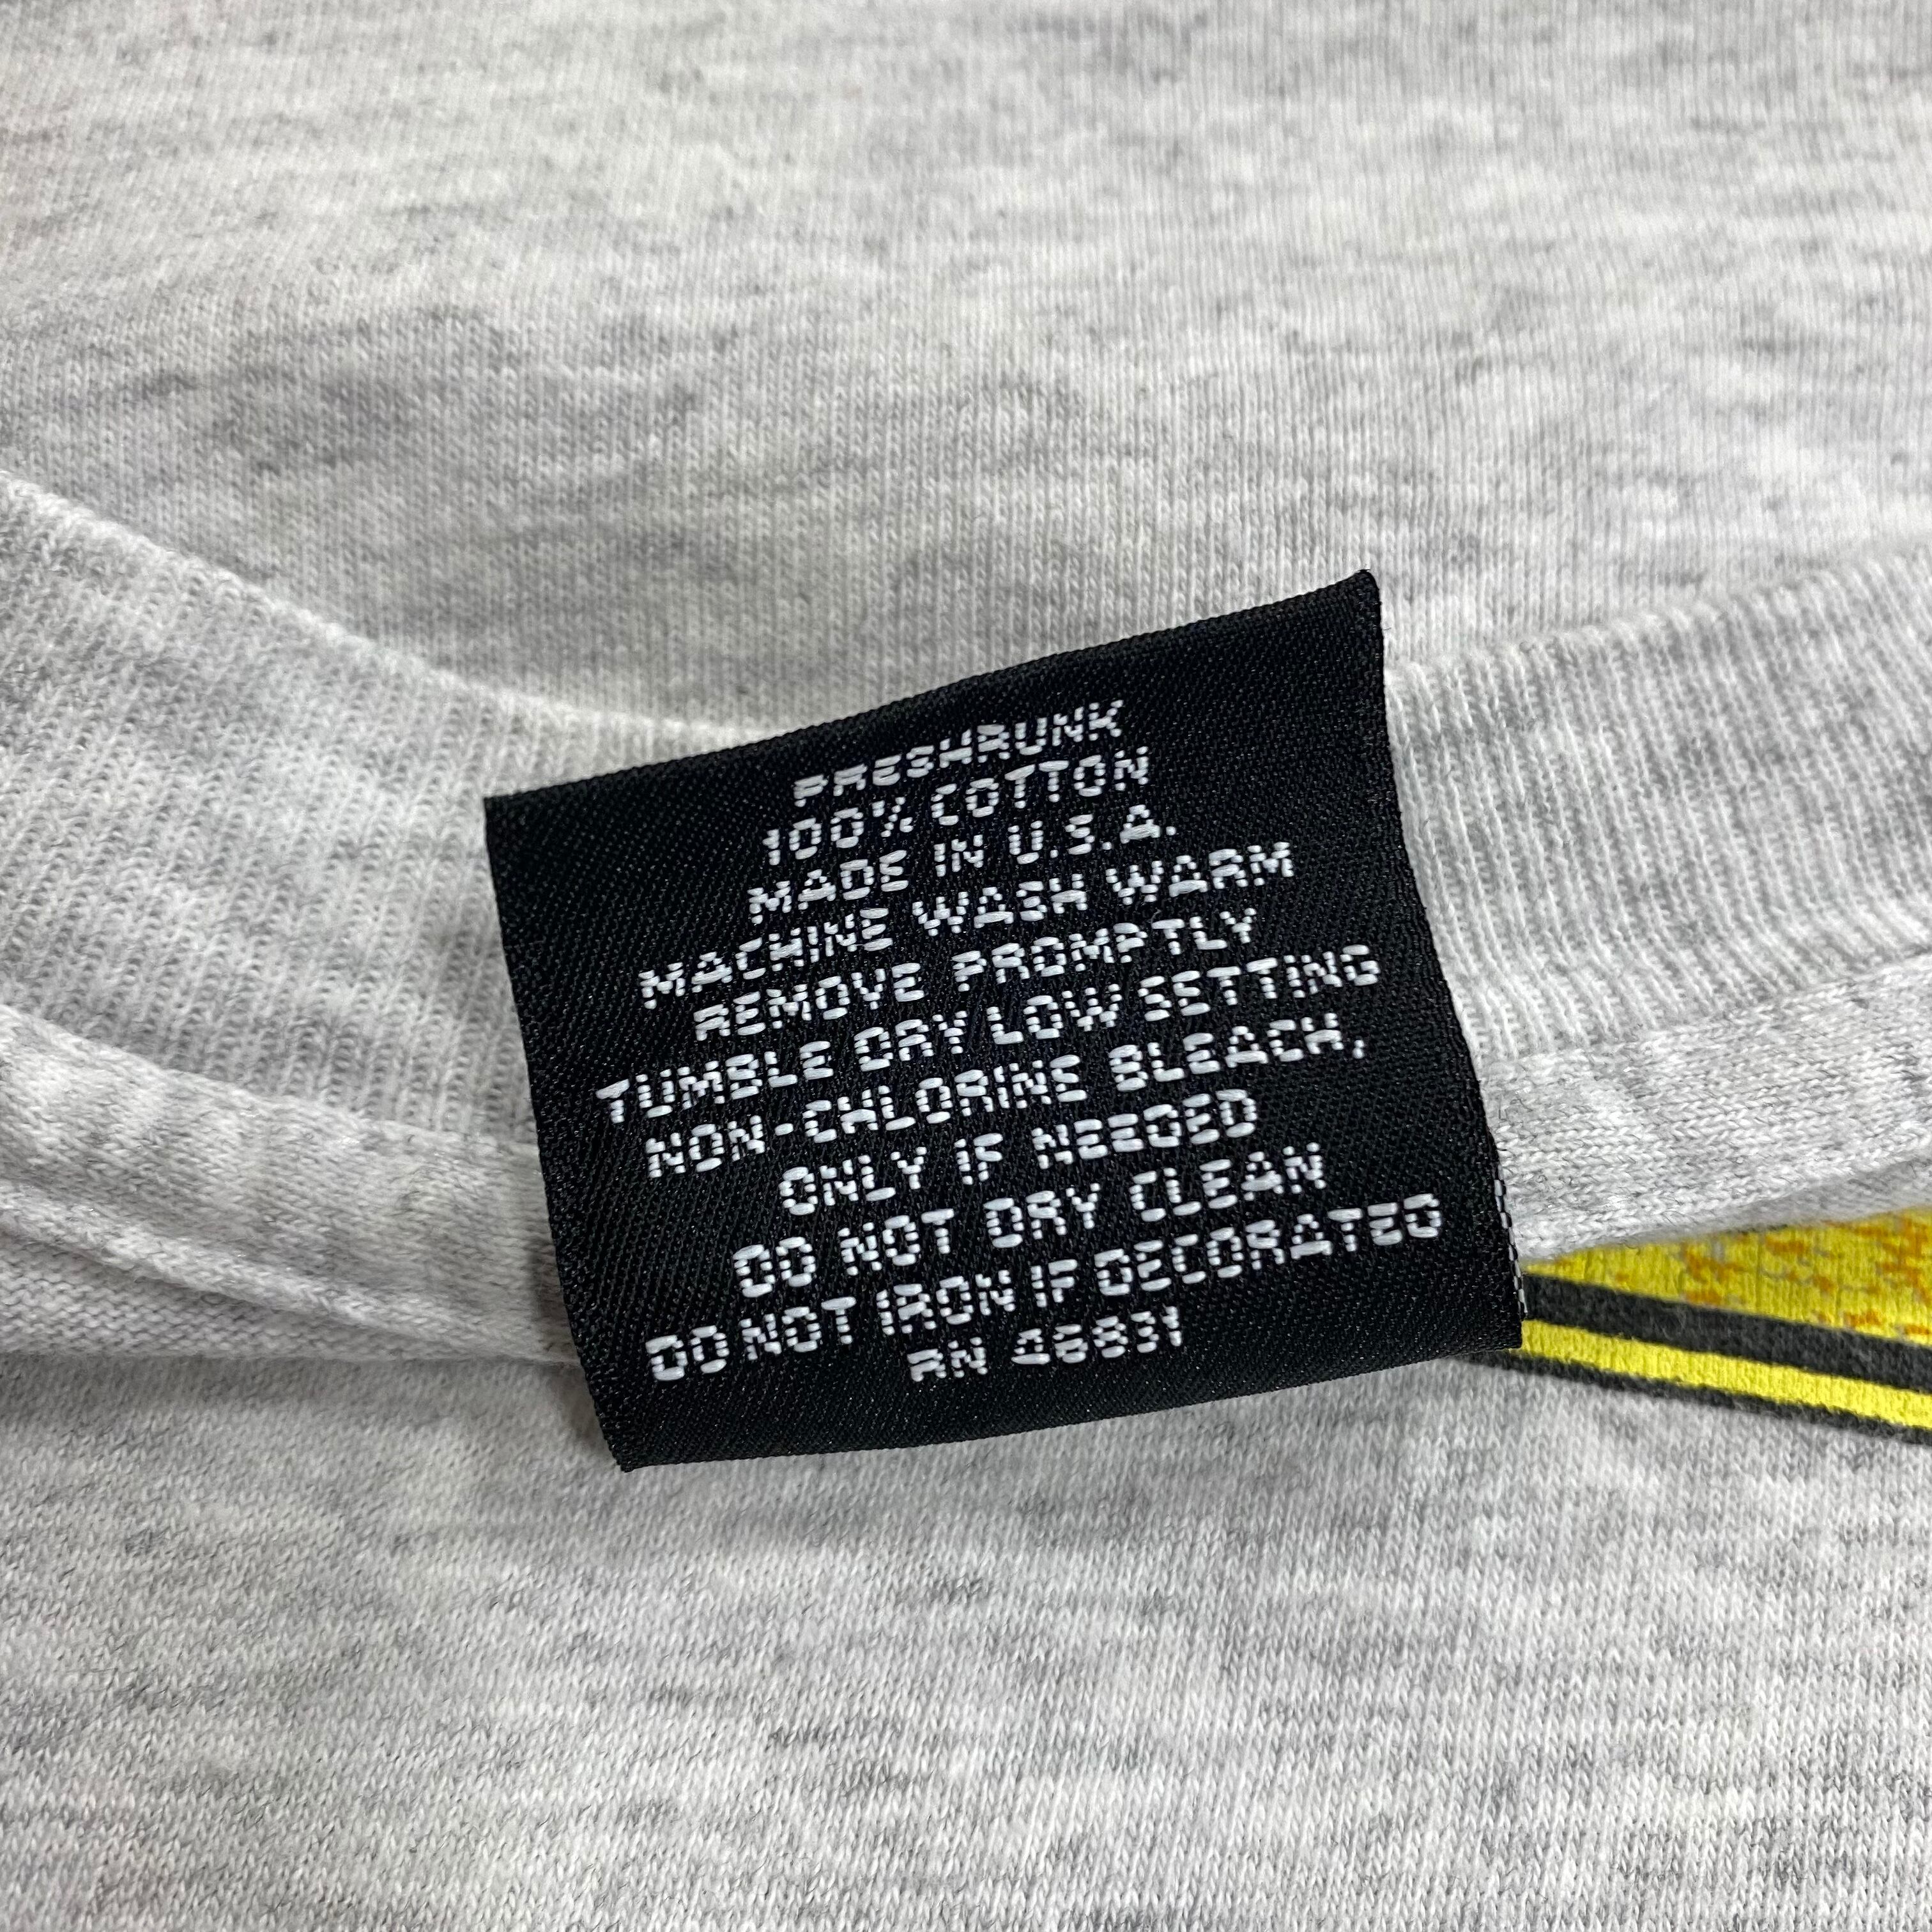 PRESHRUNK
100% COTTON
MADE IN U.S.A.
MACHINE WASH WARM
REMOVE PROMPTLY
TUMBLE DRY LOW SETTING
NON-CHLORINE BLEACH,
ONLY IF NEEDED
DO NOT DRY CLEAN
DO NOT IRON IF DECORATED
RN 46831